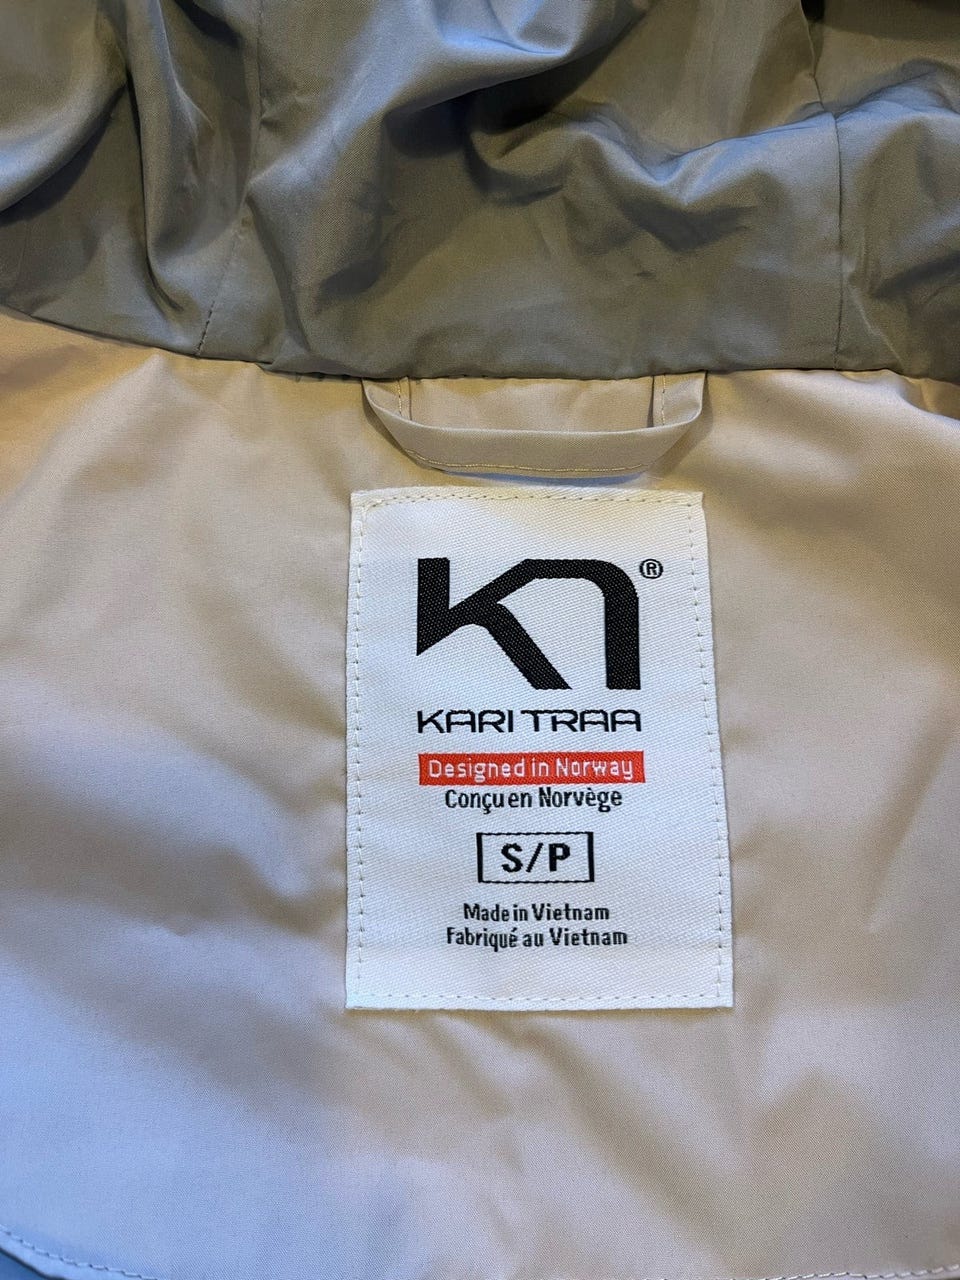 ®
KARI TRAA
Designed in Norway
Conçu en Norvège
S/P
Made in Vietnam
Fabriqué au Vietnam